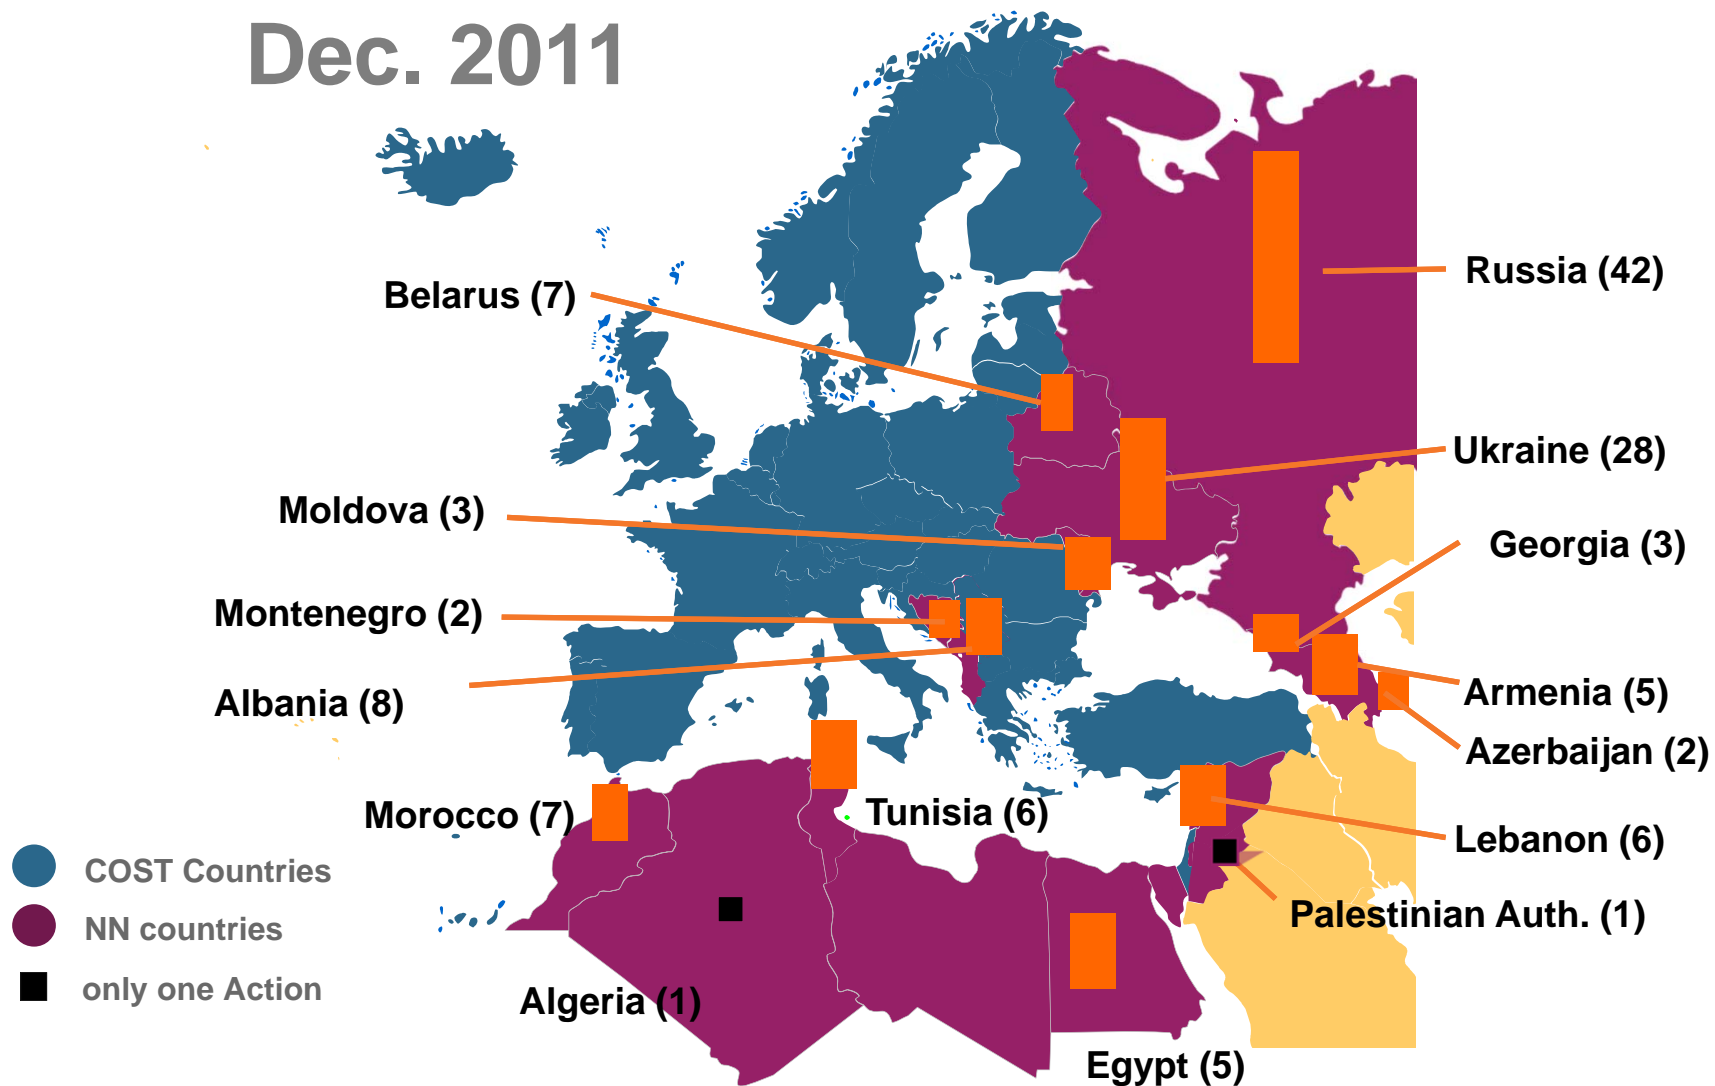 Dec. 2011
Russia (42)
Belarus (7)
Ukraine (28)
Moldova (3)
Georgia (3)
Montenegro (2)
Albania (8)
Armenia (5)
Azerbaijan (2)
Morocco (7)
Tunisia (6)
Lebanon (6)
COST Countries
Palestinian Auth. (1)
NN countries
only one Action
Algeria (1)
Egypt (5)